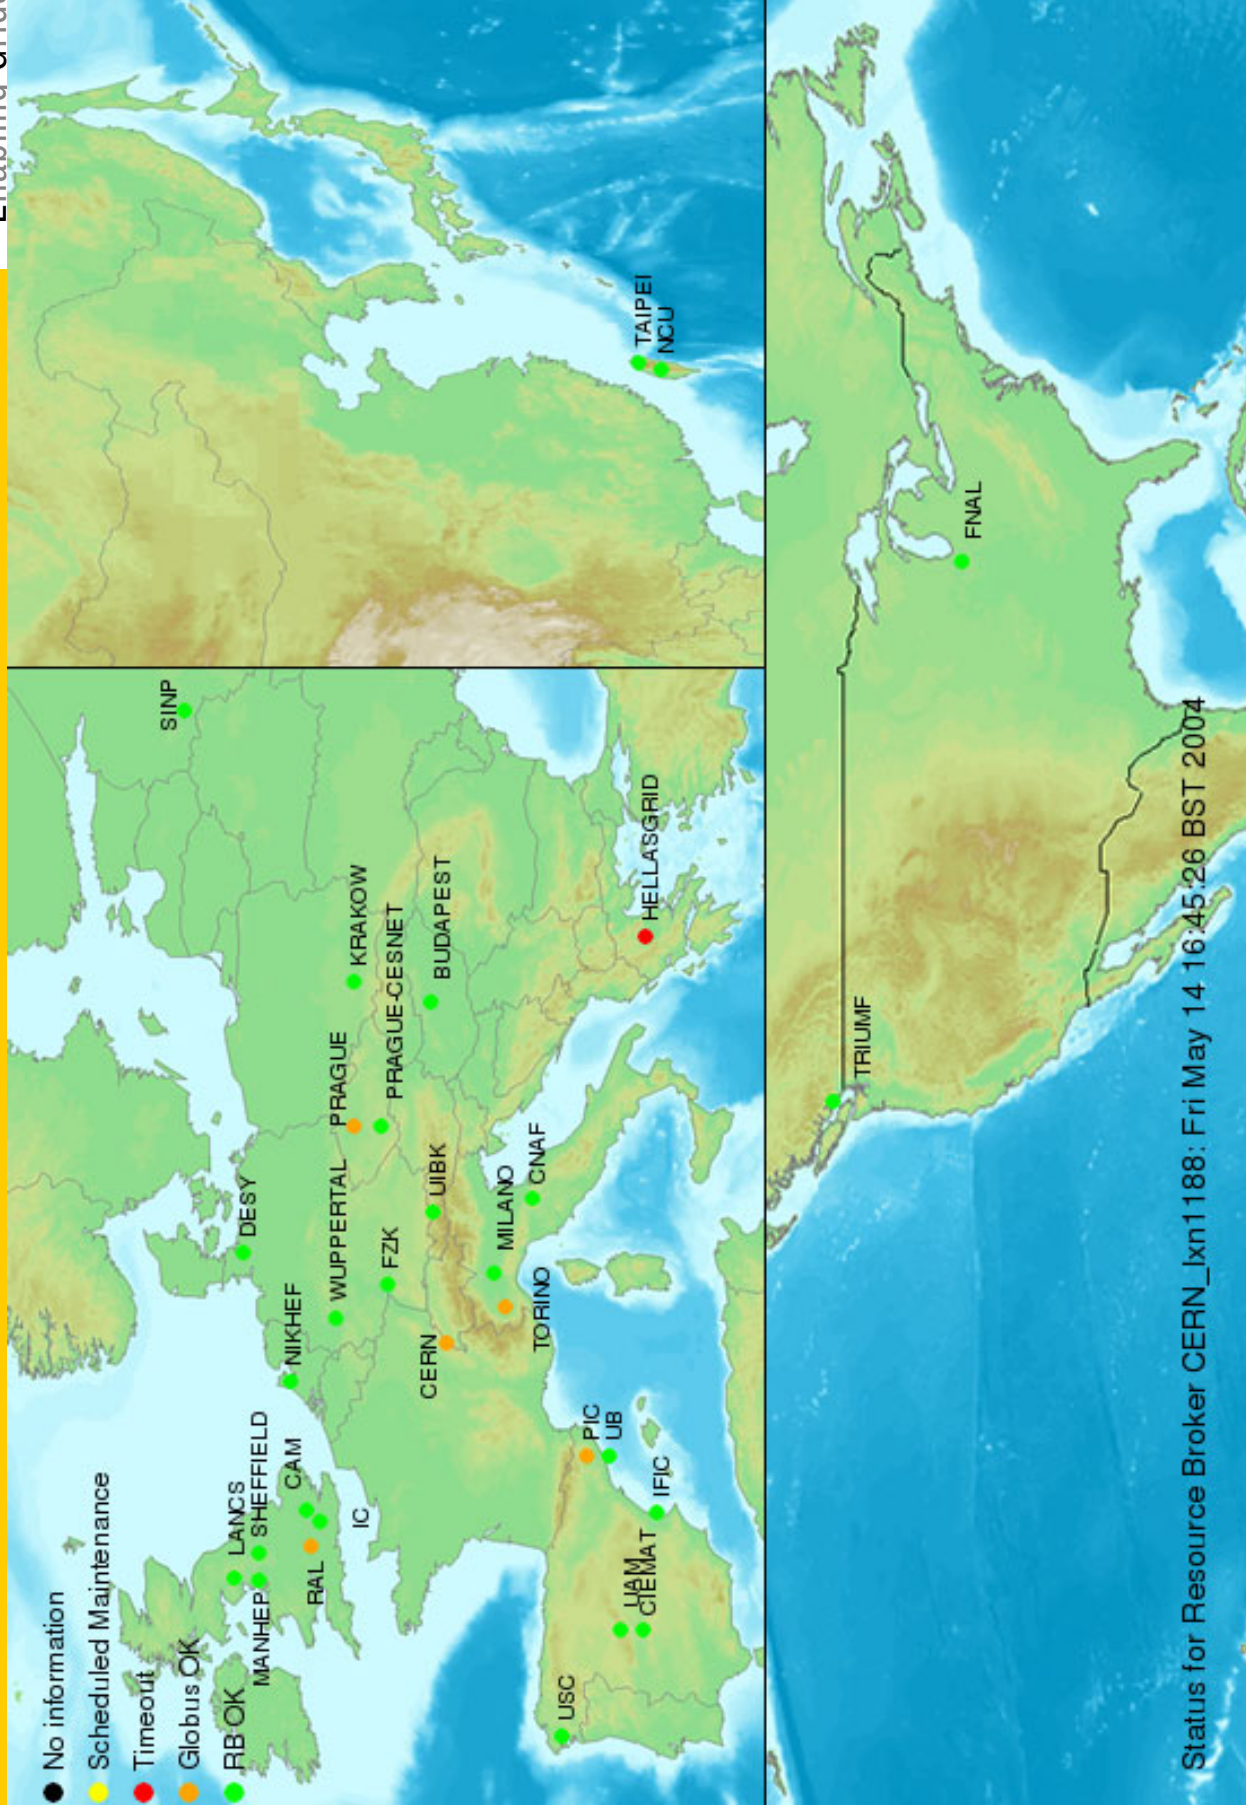 No information
Scheduled Maintenance
Timeout
Globus OK
RB OK
LANCS
SHEFFIELD
MANHEP
CAM
RAL
IC
NIKHEF
DESY
WUPPERTAL
FZK
PRAGUE
PRAGUE-CESNET
KRAKOW
BUDAPEST
SINP
CERN
UIBK
MILANO
TORINO
CNAF
HELLASGRID
PIC
UB
IFIC
UAM
CIEMAT
USC
TAIPEI
NCU
TRIUMF
FNAL
Status for Resource Broker CERN_lxn1188: Fri May 14 16:45:26 BST 2004